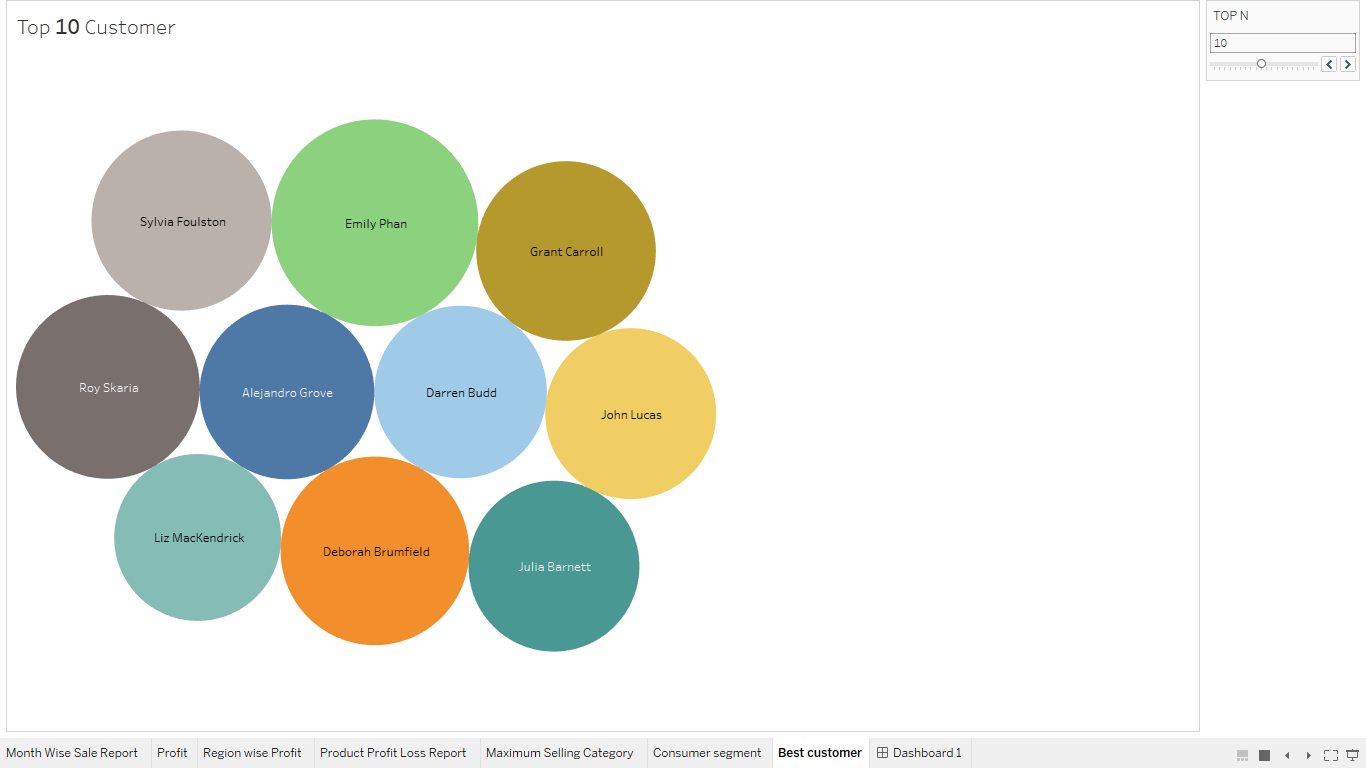 Top 10 Customer
TOP N
10
Sylvia Foulston
Emily Phan
Grant Carroll
Roy Skaria
Alejandro Grove
Darren Budd
John Lucas
Liz MacKendrick
Deborah Brumfield
Julia Barnett
Month Wise Sale Report Profit Region wise Profit Product Profit Loss Report Maximum Selling Category Consumer segment Best customer Dashboard 1